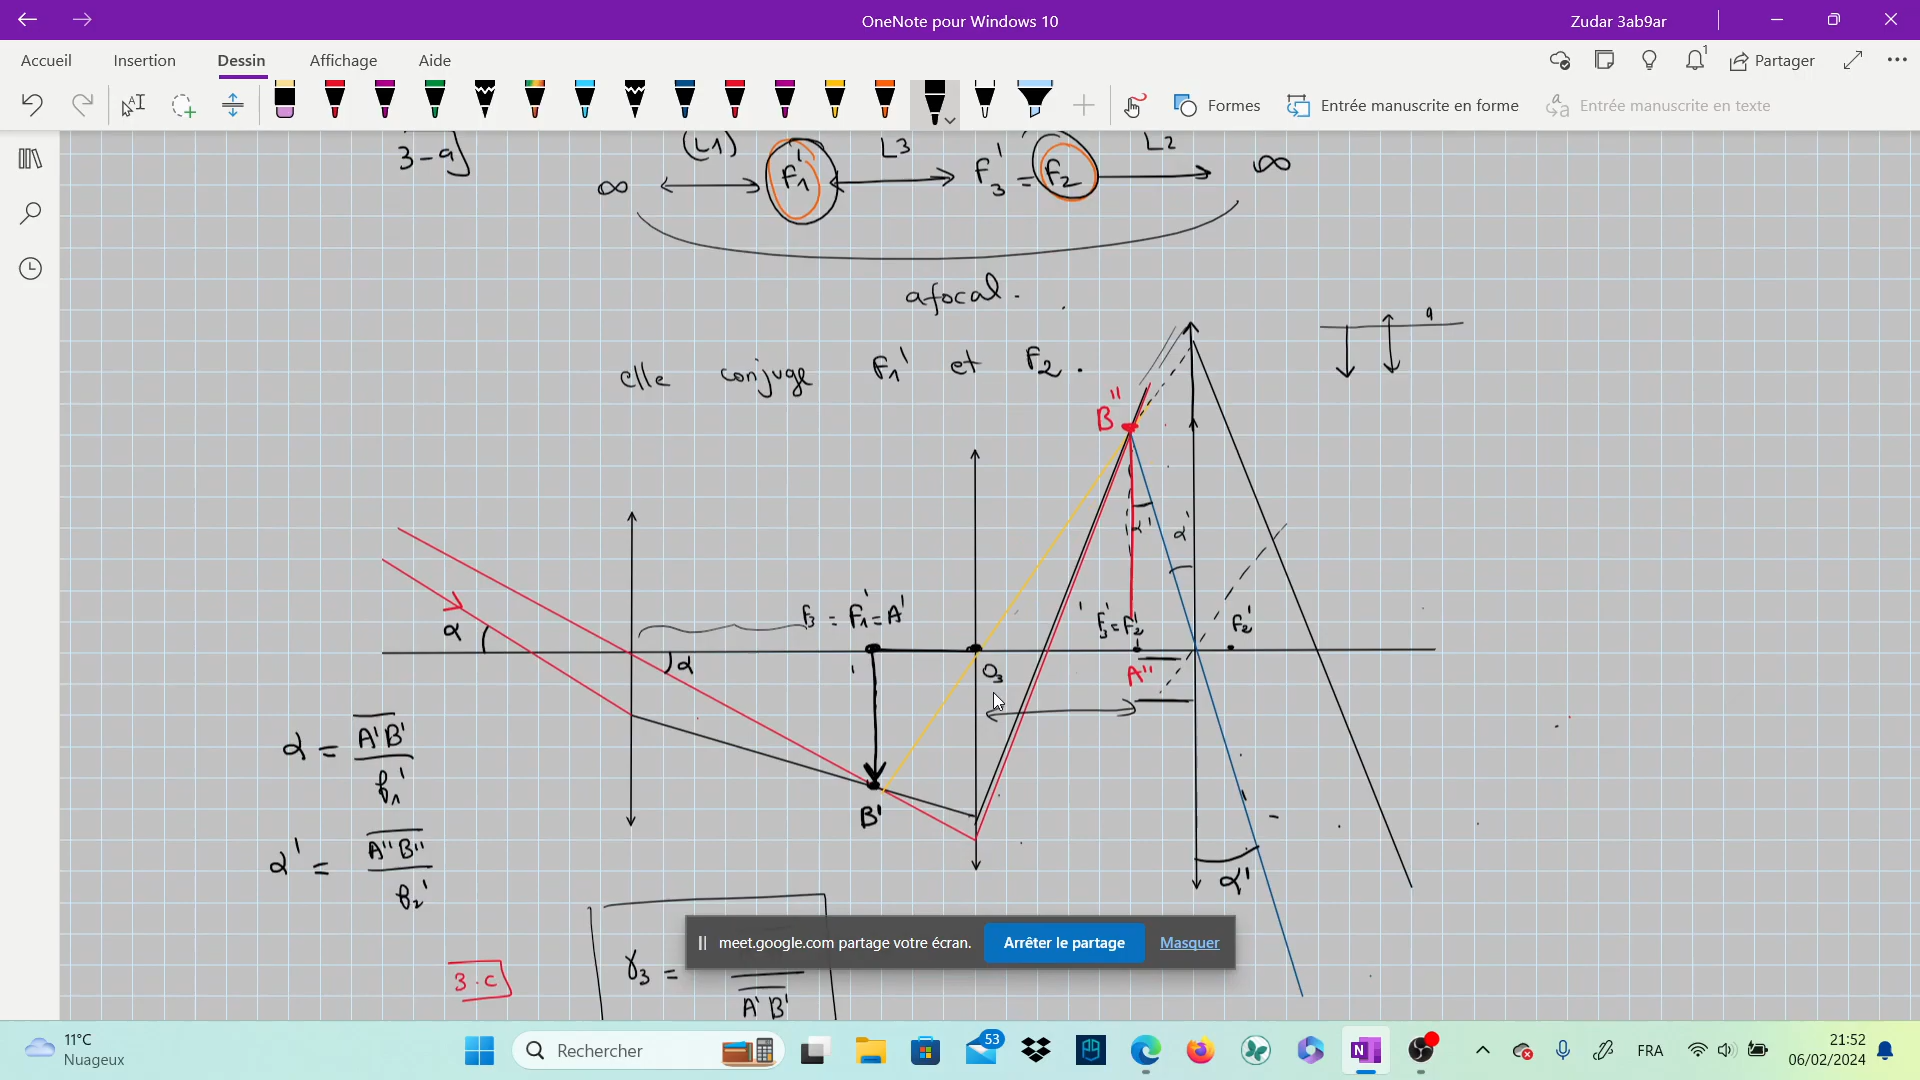 OneNote pour Windows 10
Zudar 3ab9ar
Accueil Insertion Dessin Affichage Aide
1
Partager
Formes
Entrée manuscrite en forme
Entrée manuscrite en texte
3-a]
(L1) L3 L2
∞ F1' F3' = F2 ∞
afocal.
elle conjuge F1' et F2.
B''
α' α'
F3 = F1' = A'
F2'
α α
O3
A''
α = A'B' / f1'
B'
α' = A''B'' / f2'
α'
3.c
γ3 =
A'B'
meet.google.com partage votre écran.
Arrêter le partage
Masquer
11°C
Nuageux
Rechercher
53
FRA
21:52
06/02/2024